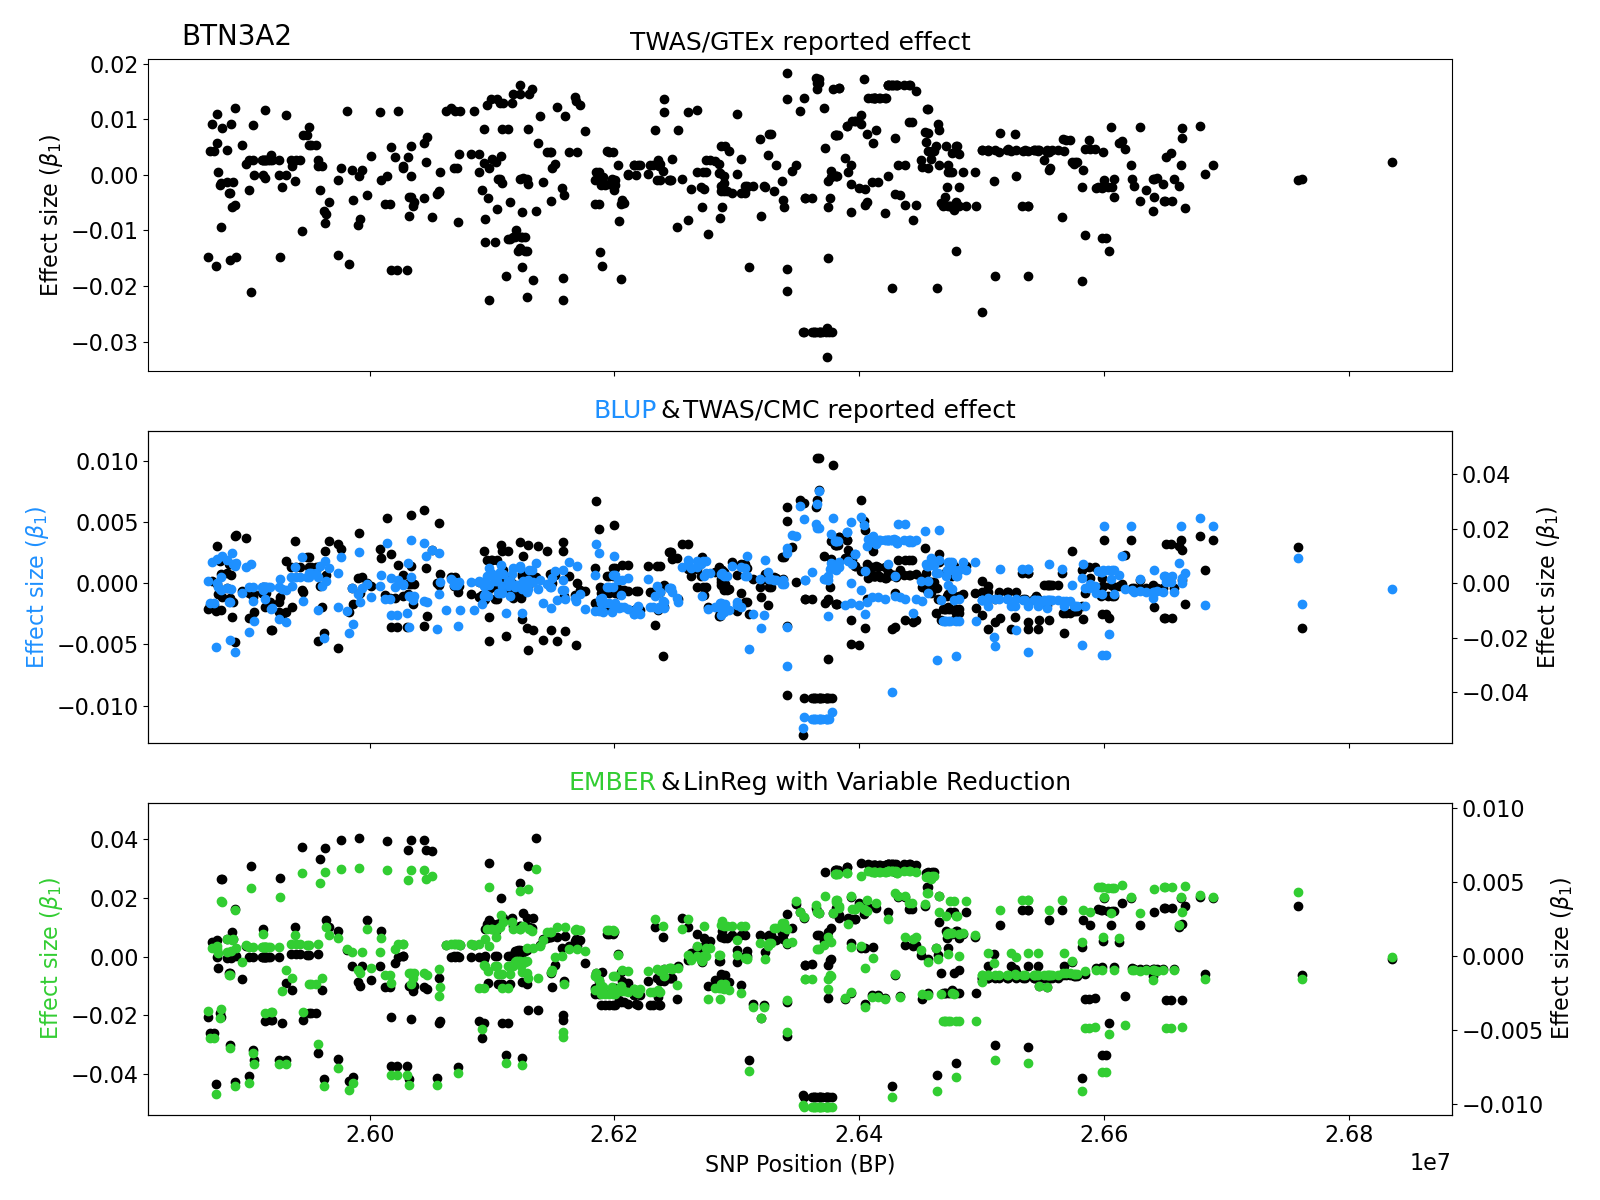 BTN3A2
TWAS/GTEx reported effect
0.02
0.01
0.00
−0.01
−0.02
−0.03
Effect size (β₁)
BLUP & TWAS/CMC reported effect
0.010
0.005
0.000
−0.005
−0.010
Effect size (β₁)
0.04
0.02
0.00
−0.02
−0.04
Effect size (β₁)
EMBER & LinReg with Variable Reduction
0.04
0.02
0.00
−0.02
−0.04
Effect size (β₁)
0.010
0.005
0.000
−0.005
−0.010
Effect size (β₁)
2.60 2.62 2.64 2.66 2.68
SNP Position (BP)
1e7